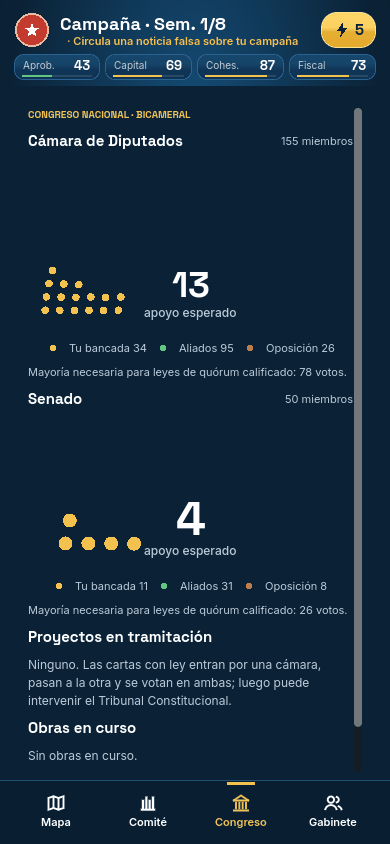 Campaña · Sem. 1/8
· Circula una noticia falsa sobre tu campaña
5
Aprob. 43
Capital 69
Cohes. 87
Fiscal 73
CONGRESO NACIONAL · BICAMERAL
Cámara de Diputados 155 miembros
13
apoyo esperado
Tu bancada 34 Aliados 95 Oposición 26
Mayoría necesaria para leyes de quórum calificado: 78 votos.
Senado 50 miembros
4
apoyo esperado
Tu bancada 11 Aliados 31 Oposición 8
Mayoría necesaria para leyes de quórum calificado: 26 votos.
Proyectos en tramitación
Ninguno. Las cartas con ley entran por una cámara,
pasan a la otra y se votan en ambas; luego puede
intervenir el Tribunal Constitucional.
Obras en curso
Sin obras en curso.
Mapa
Comité
Congreso
Gabinete